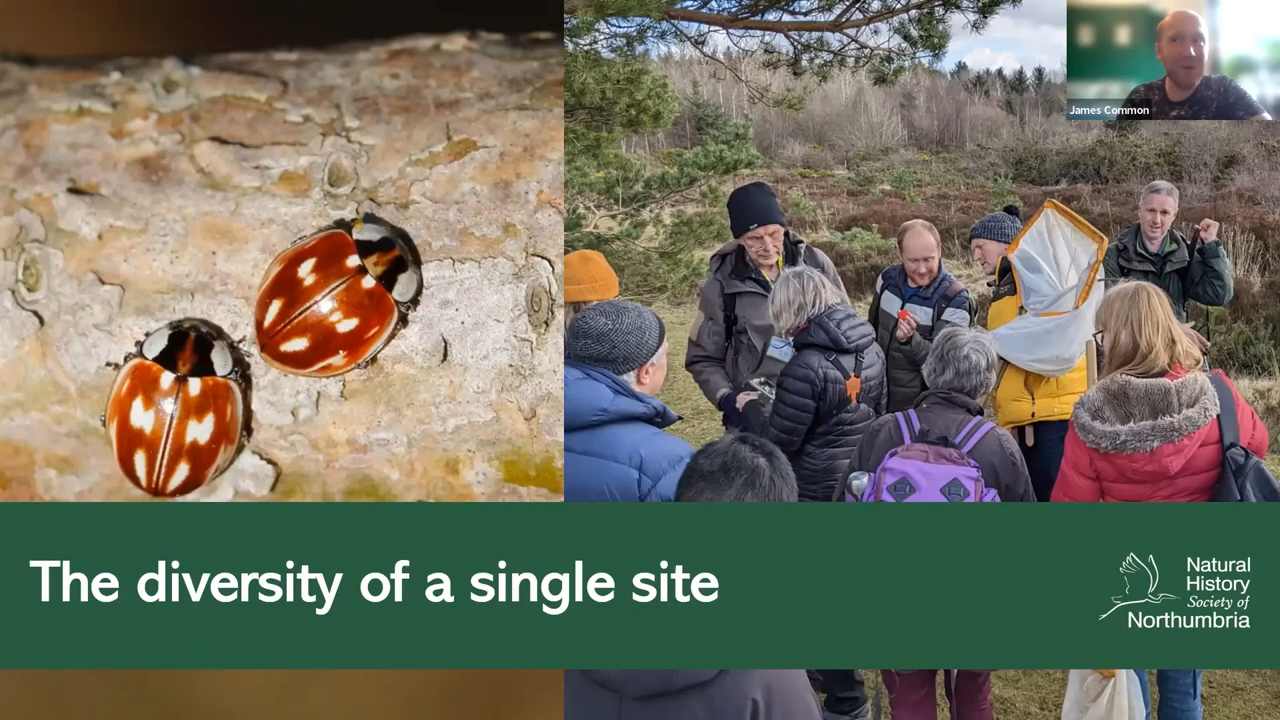 James Common
The diversity of a single site
Natural
History
Society of
Northumbria